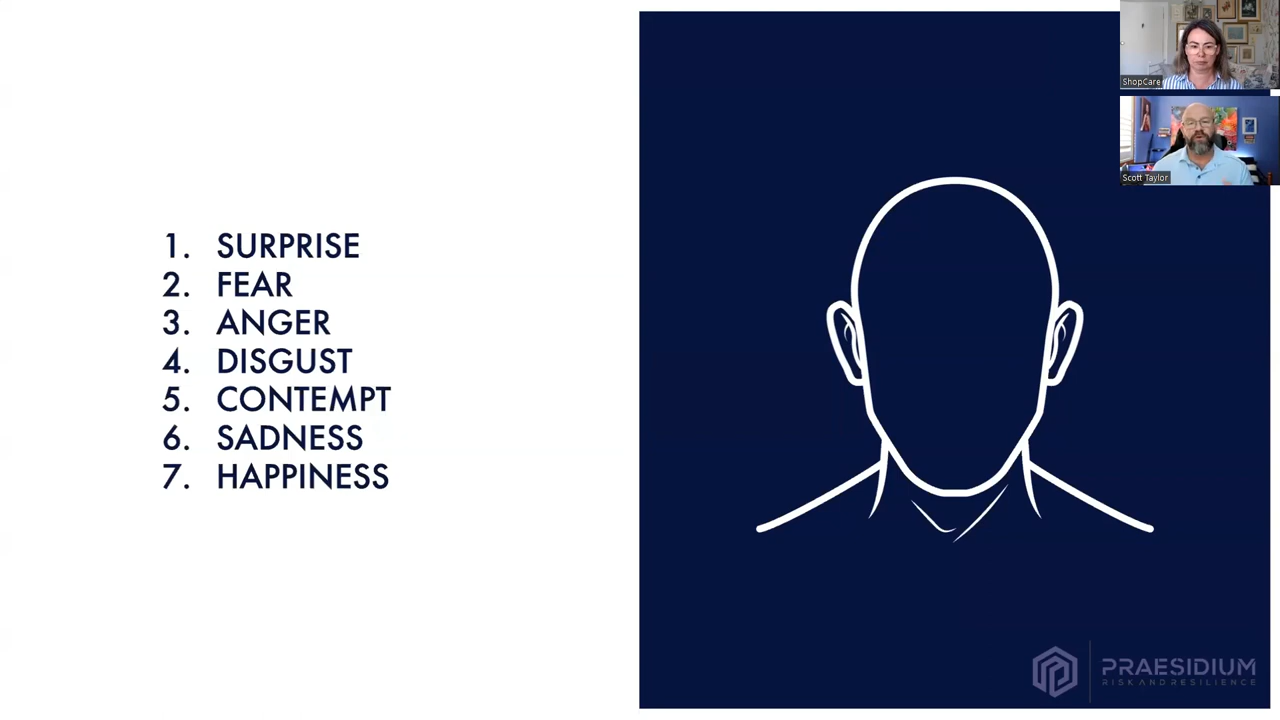 1. SURPRISE
2. FEAR
3. ANGER
4. DISGUST
5. CONTEMPT
6. SADNESS
7. HAPPINESS
ShopCare
Scott Taylor
PRAESIDIUM
RISK AND RESILIENCE